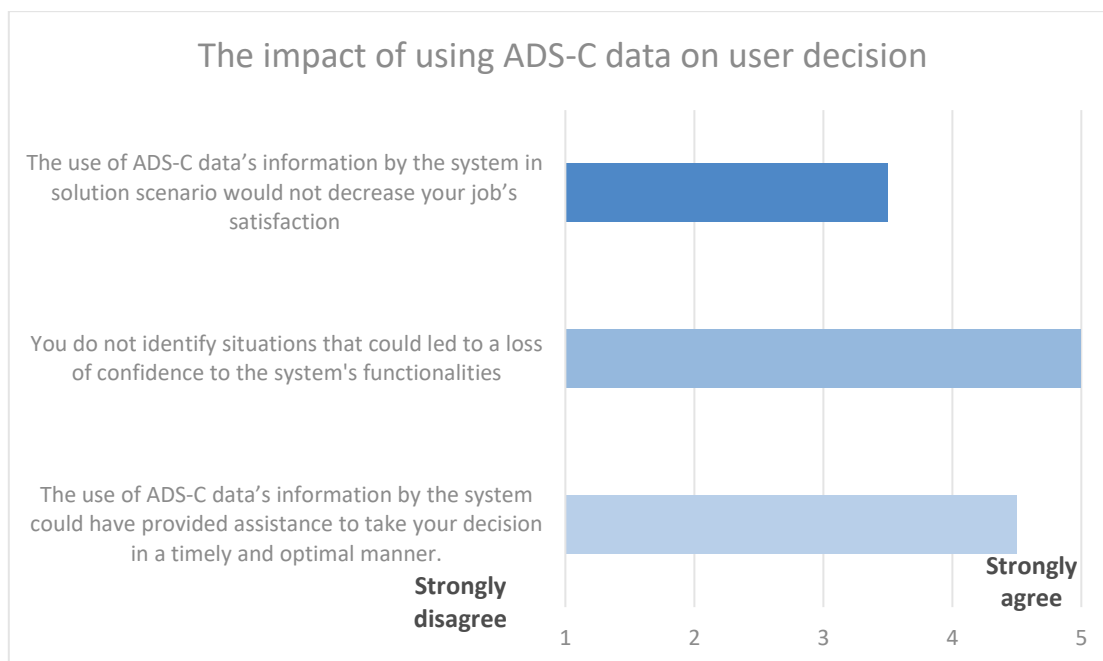 The impact of using ADS-C data on user decision
The use of ADS-C data’s information by the system in
solution scenario would not decrease your job’s
satisfaction
You do not identify situations that could led to a loss
of confidence to the system's functionalities
The use of ADS-C data’s information by the system
could have provided assistance to take your decision
in a timely and optimal manner.
Strongly
disagree
Strongly
agree
1 2 3 4 5